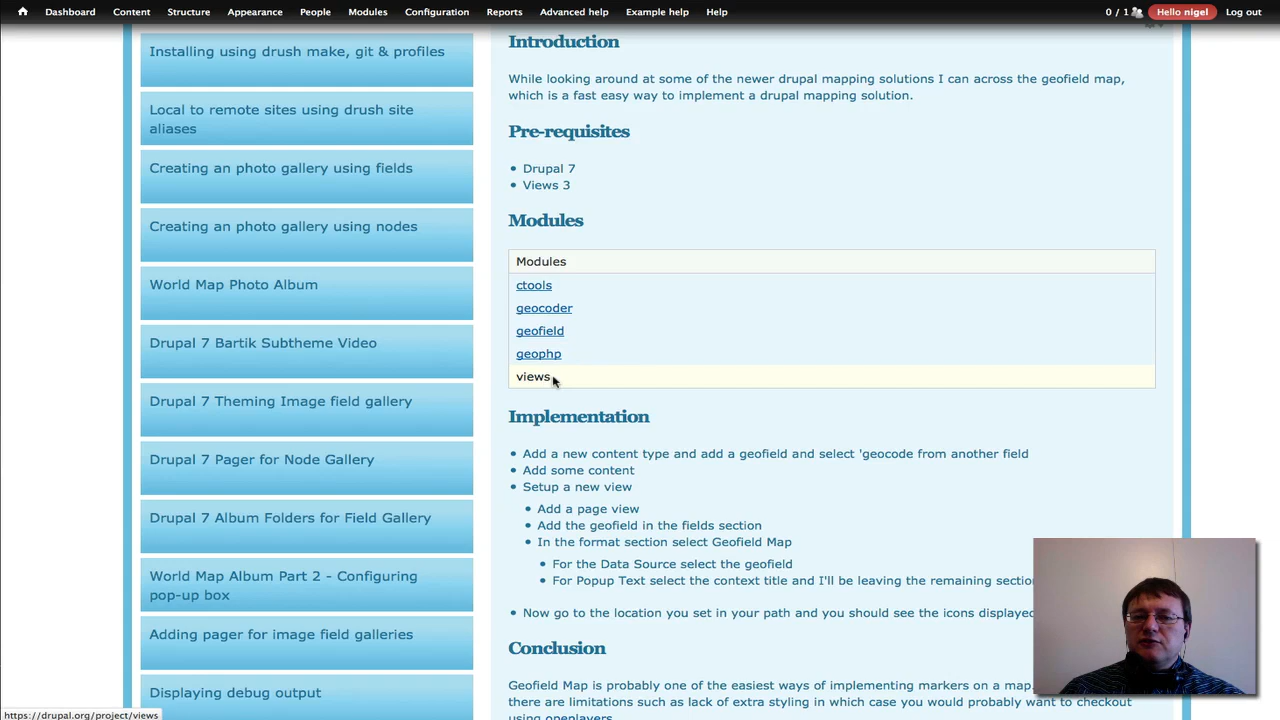 Dashboard Content Structure Appearance People Modules Configuration Reports Advanced help Example help Help 0 / 1 Hello nigel Log out
Installing using drush make, git & profiles
Local to remote sites using drush site
aliases
Creating an photo gallery using fields
Creating an photo gallery using nodes
World Map Photo Album
Drupal 7 Bartik Subtheme Video
Drupal 7 Theming Image field gallery
Drupal 7 Pager for Node Gallery
Drupal 7 Album Folders for Field Gallery
World Map Album Part 2 - Configuring
pop-up box
Adding pager for image field galleries
Displaying debug output
Introduction
While looking around at some of the newer drupal mapping solutions I can across the geofield map,
which is a fast easy way to implement a drupal mapping solution.
Pre-requisites
Drupal 7
Views 3
Modules
Modules
ctools
geocoder
geofield
geophp
views
Implementation
Add a new content type and add a geofield and select 'geocode from another field
Add some content
Setup a new view
Add a page view
Add the geofield in the fields section
In the format section select Geofield Map
For the Data Source select the geofield
For Popup Text select the context title and I'll be leaving the remaining sectio
Now go to the location you set in your path and you should see the icons displayed
Conclusion
Geofield Map is probably one of the easiest ways of implementing markers on a map.
there are limitations such as lack of extra styling in which case you would probably want to checkout
using openlayers
https://drupal.org/project/views